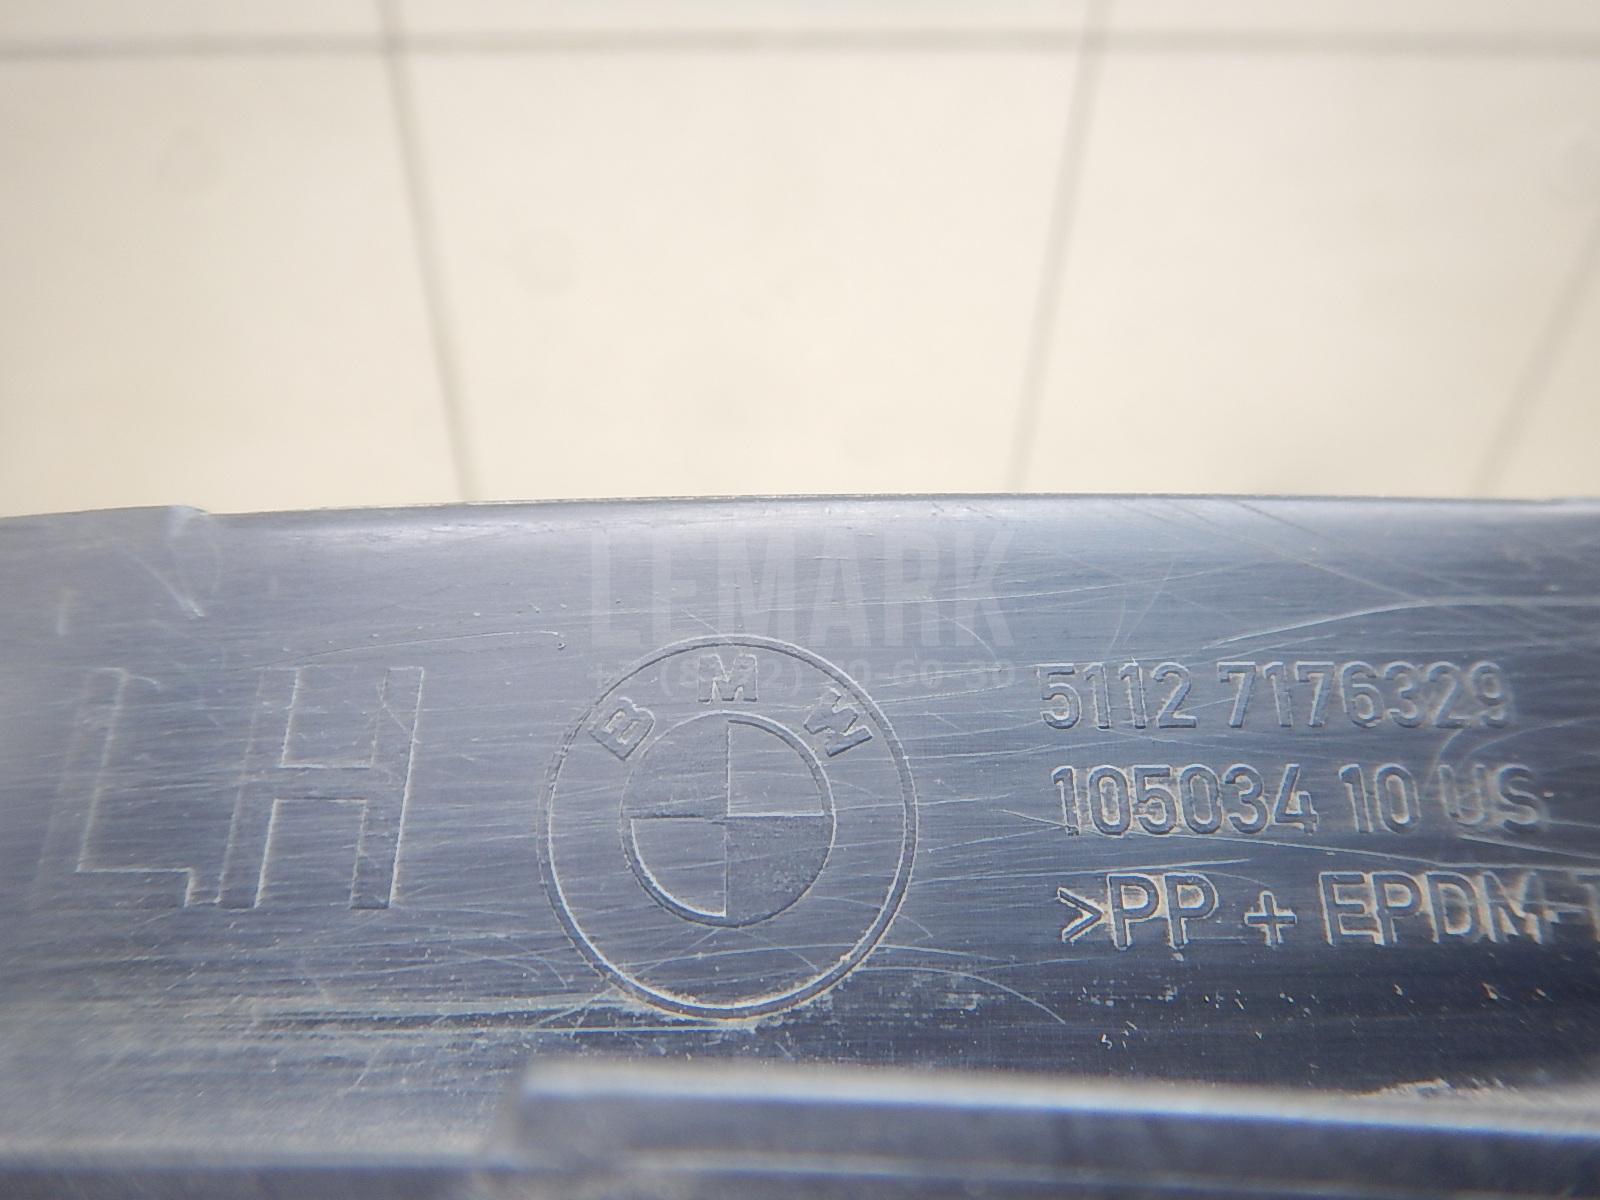 LEMARK
LH
BMW
5112 7176329
105034 10 US
>PP + EPDM-T